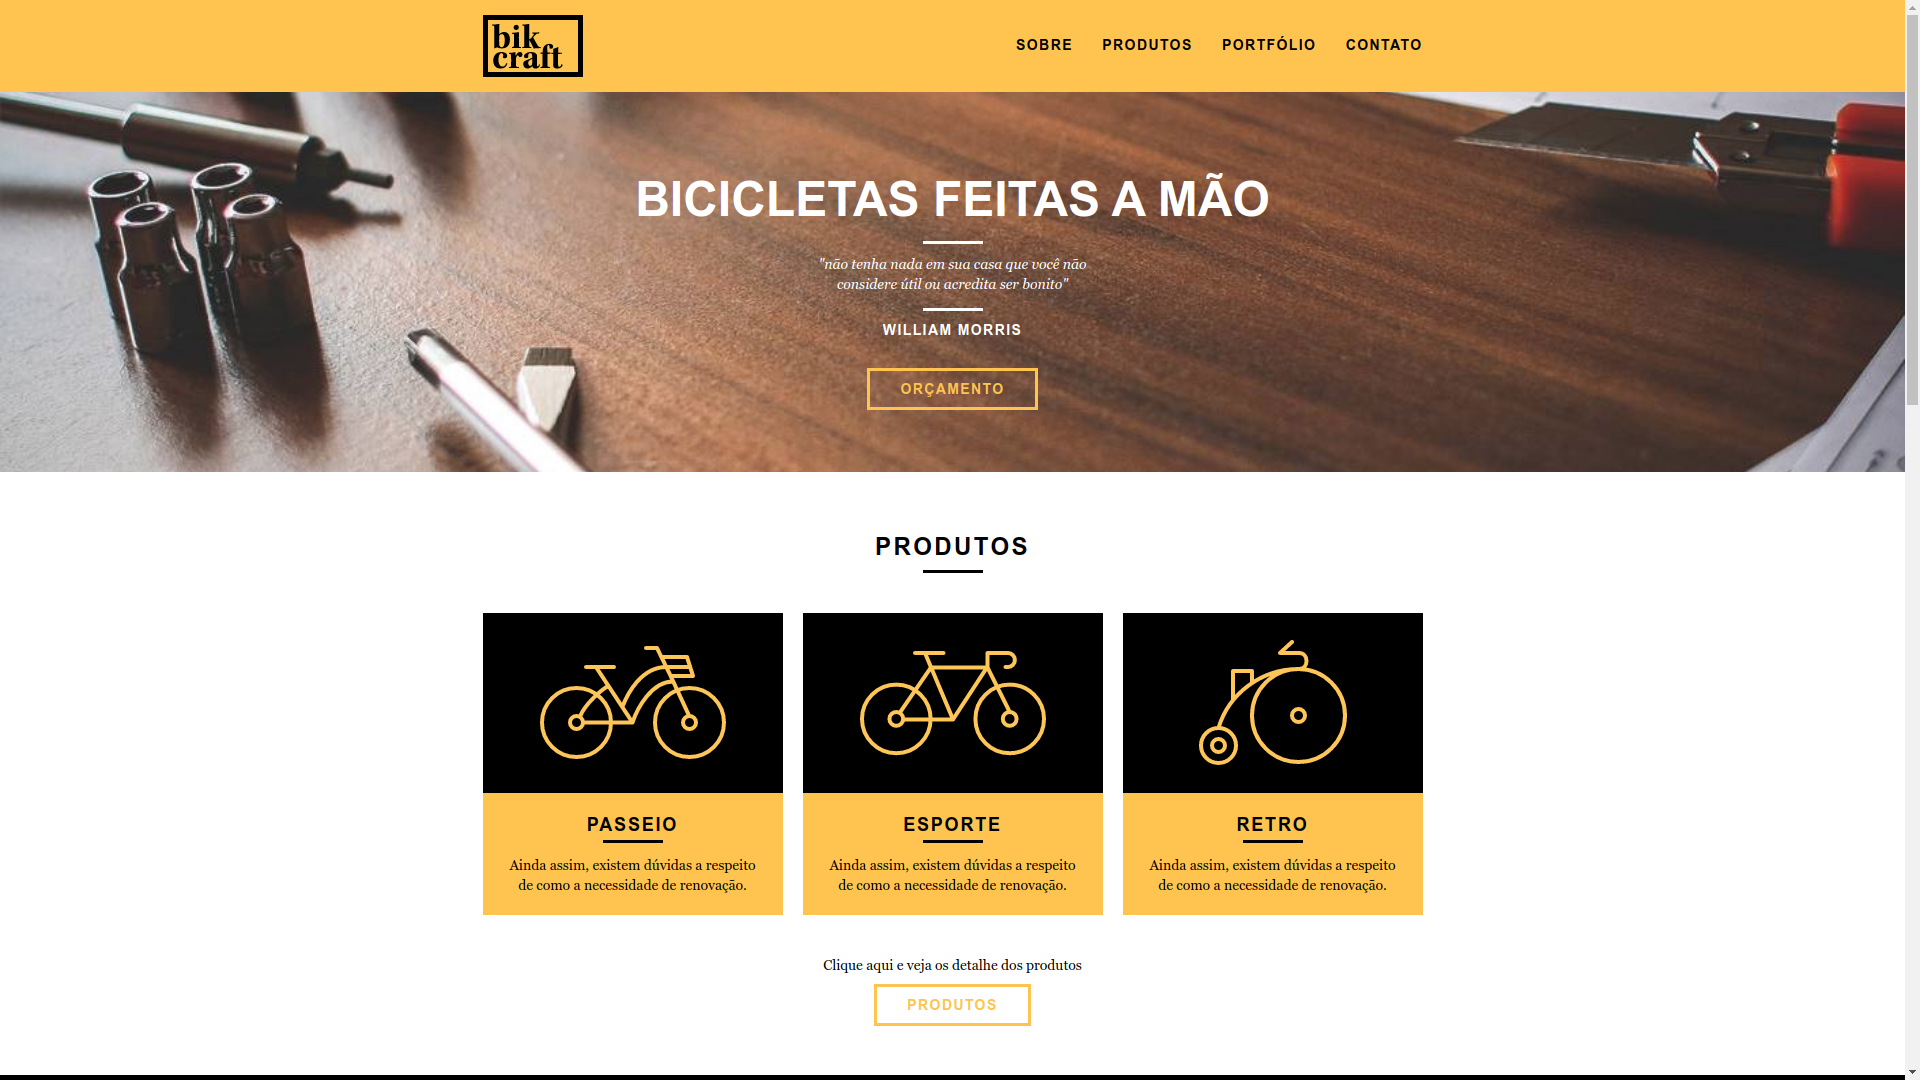 bik
craft
SOBRE PRODUTOS PORTFÓLIO CONTATO
BICICLETAS FEITAS A MÃO
"não tenha nada em sua casa que você não
considere útil ou acredita ser bonito"
WILLIAM MORRIS
ORÇAMENTO
PRODUTOS
PASSEIO
Ainda assim, existem dúvidas a respeito
de como a necessidade de renovação.
ESPORTE
Ainda assim, existem dúvidas a respeito
de como a necessidade de renovação.
RETRO
Ainda assim, existem dúvidas a respeito
de como a necessidade de renovação.
Clique aqui e veja os detalhe dos produtos
PRODUTOS